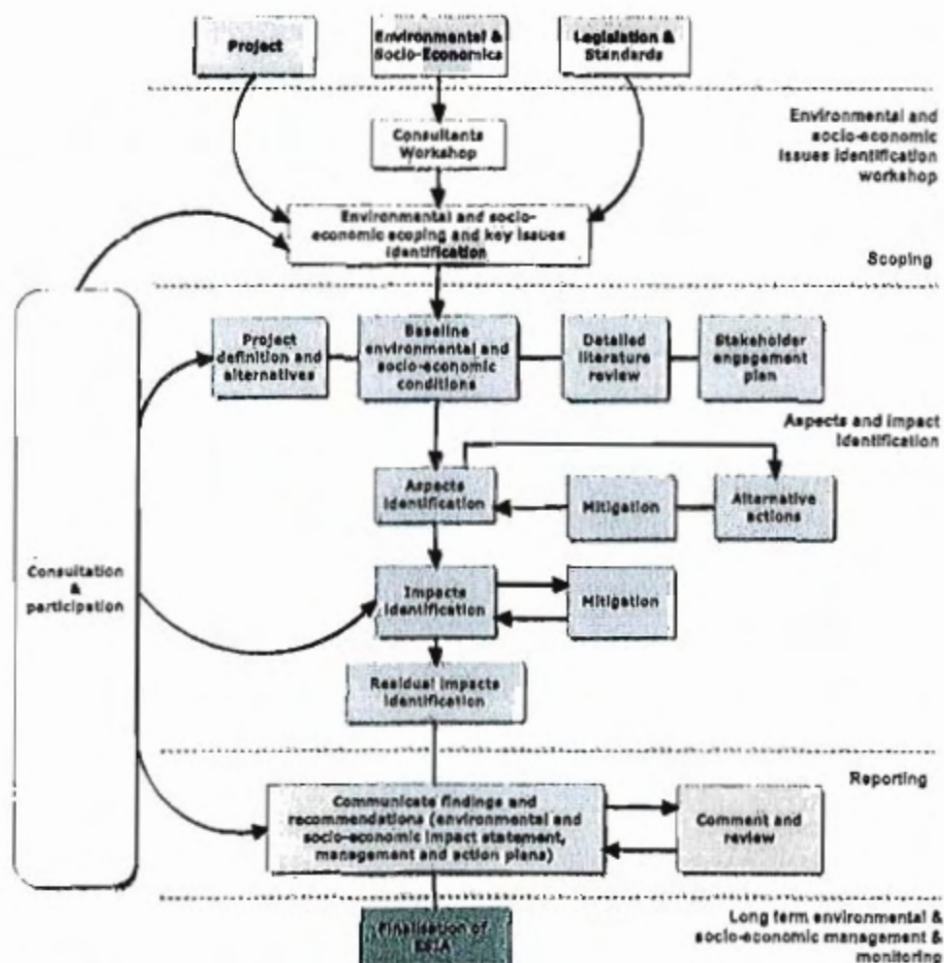 Project
Environmental &
Socio-Economics
Legislation &
Standards
Consultants
Workshop
Environmental and
socio-economic
issues identification
workshop
Environmental and socio-
economic scoping and key issues
identification
Scoping
Project
definition and
alternatives
Baseline
environmental and
socio-economic
conditions
Detailed
literature
review
Stakeholder
engagement
plan
Aspects and impact
identification
Aspects
identification
Mitigation
Alternative
actions
Consultation
&
participation
Impacts
identification
Mitigation
Residual impacts
identification
Reporting
Communicate findings and
recommendations (environmental and
socio-economic impact statement,
management and action plans)
Comment and
review
Finalisation of
ESIA
Long term environmental &
socio-economic management &
monitoring